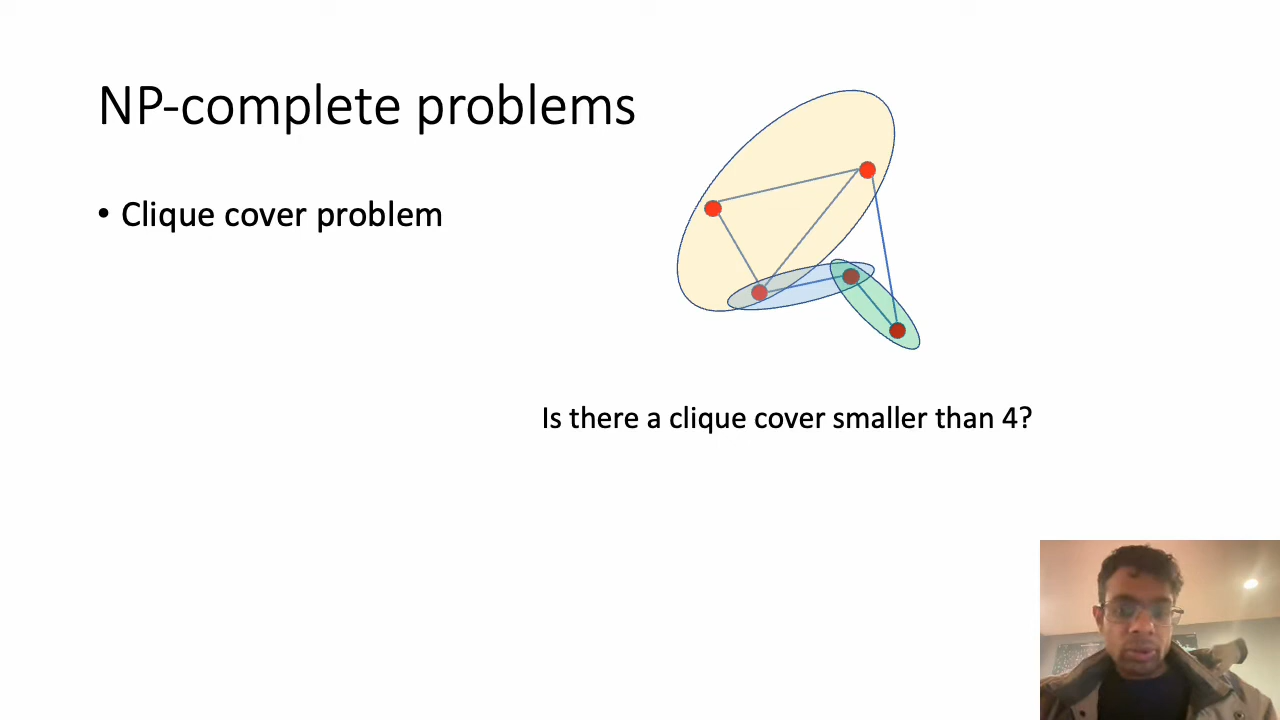 NP-complete problems
• Clique cover problem
Is there a clique cover smaller than 4?